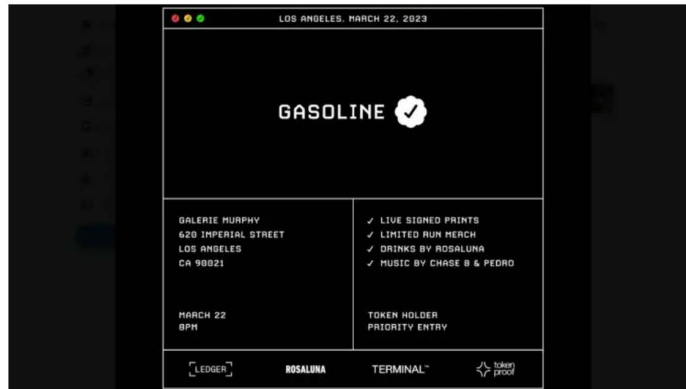 LOS ANGELES. MARCH 22, 2023
GASOLINE
GALERIE MURPHY
620 IMPERIAL STREET
LOS ANGELES
CA 90021
MARCH 22
8PM
✓ LIVE SIGNED PRINTS
✓ LIMITED RUN MERCH
✓ DRINKS BY ROSALUNA
✓ MUSIC BY CHASE B & PEDRO
TOKEN HOLDER
PRIORITY ENTRY
LEDGER
ROSALUNA
TERMINAL™
token
proof